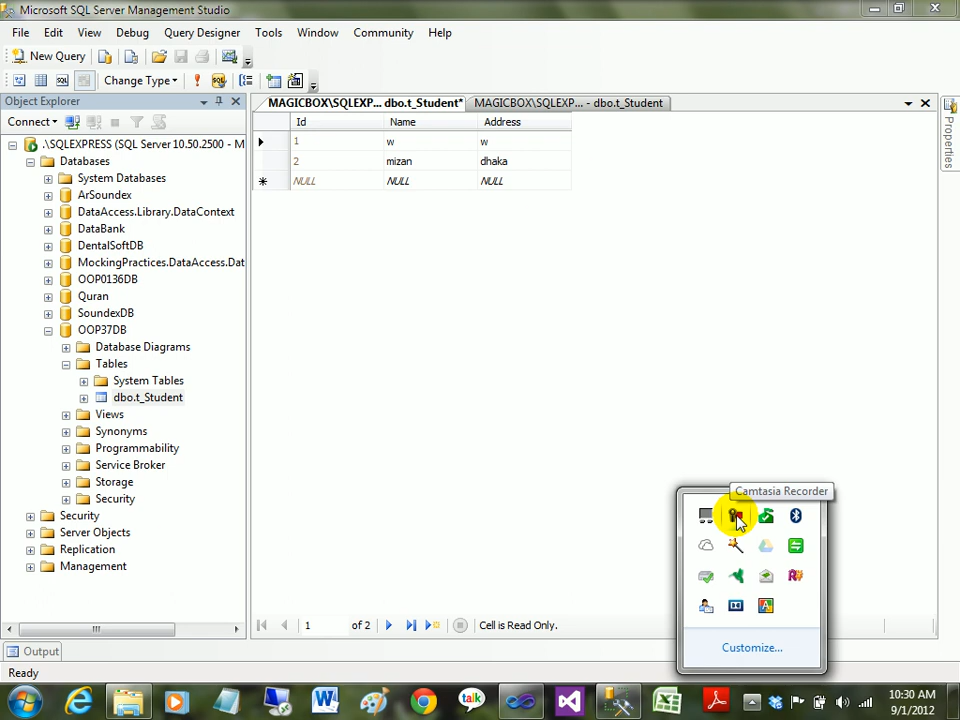 Microsoft SQL Server Management Studio
File Edit View Debug Query Designer Tools Window Community Help
New Query
Change Type
Object Explorer
Connect
.\SQLEXPRESS (SQL Server 10.50.2500 - M
Databases
System Databases
ArSoundex
DataAccess.Library.DataContext
DataBank
DentalSoftDB
MockingPractices.DataAccess.Dat
OOP0136DB
Quran
SoundexDB
OOP37DB
Database Diagrams
Tables
System Tables
dbo.t_Student
Views
Synonyms
Programmability
Service Broker
Storage
Security
Security
Server Objects
Replication
Management
MAGICBOX\SQLEXP... dbo.t_Student* MAGICBOX\SQLEXP... - dbo.t_Student
Id Name Address
1 w w
2 mizan dhaka
NULL NULL NULL
Properties
Camtasia Recorder
Customize...
1 of 2 Cell is Read Only.
Output
Ready
talk
10:30 AM
9/1/2012